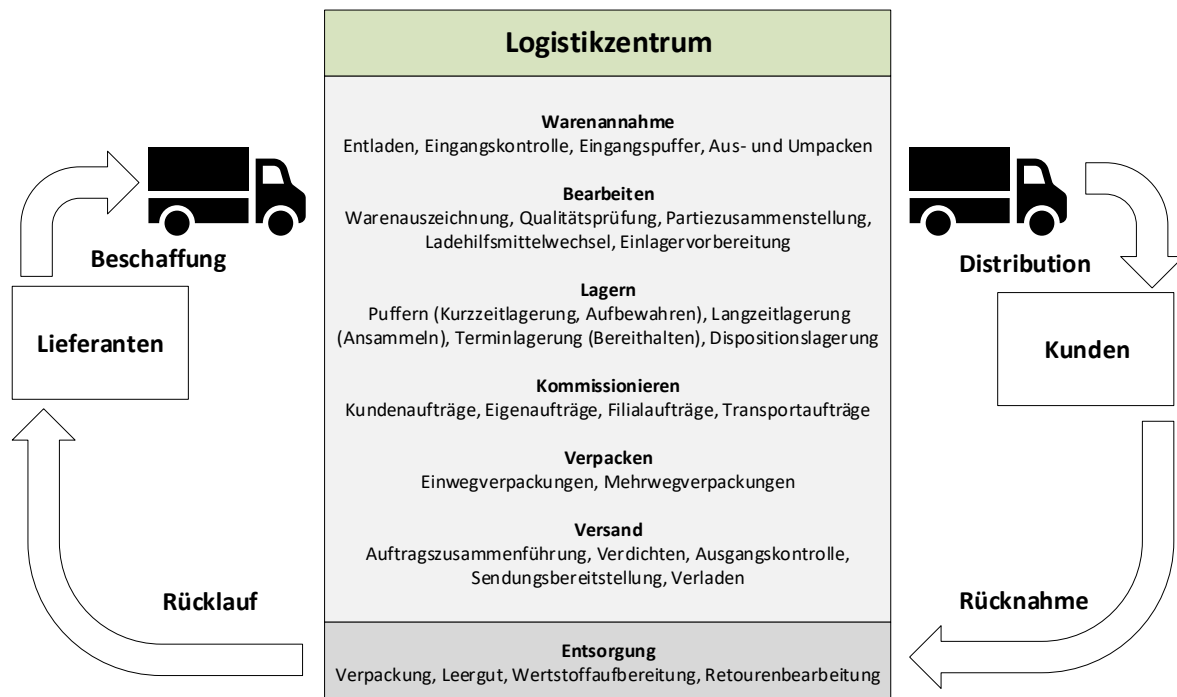 Logistikzentrum
Warenannahme
Entladen, Eingangskontrolle, Eingangspuffer, Aus- und Umpacken
Bearbeiten
Warenauszeichnung, Qualitätsprüfung, Partiezusammenstellung,
Ladehilfsmittelwechsel, Einlagervorbereitung
Lagern
Puffern (Kurzzeitlagerung, Aufbewahren), Langzeitlagerung
(Ansammeln), Terminlagerung (Bereithalten), Dispositionslagerung
Kommissionieren
Kundenaufträge, Eigenaufträge, Filialaufträge, Transportaufträge
Verpacken
Einwegverpackungen, Mehrwegverpackungen
Versand
Auftragszusammenführung, Verdichten, Ausgangskontrolle,
Sendungsbereitstellung, Verladen
Entsorgung
Verpackung, Leergut, Wertstoffaufbereitung, Retourenbearbeitung
Beschaffung
Lieferanten
Rücklauf
Distribution
Kunden
Rücknahme